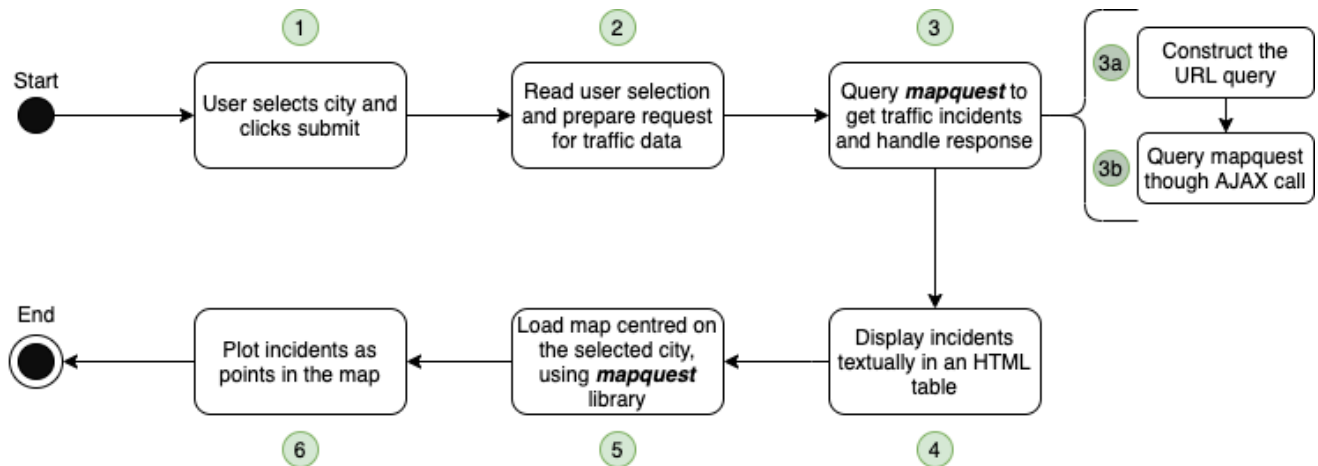 1
2
3
Start
User selects city and
clicks submit
Read user selection
and prepare request
for traffic data
Query mapquest to
get traffic incidents
and handle response
3a
Construct the
URL query
3b
Query mapquest
though AJAX call
End
Plot incidents as
points in the map
Load map centred on
the selected city,
using mapquest
library
Display incidents
textually in an HTML
table
6
5
4